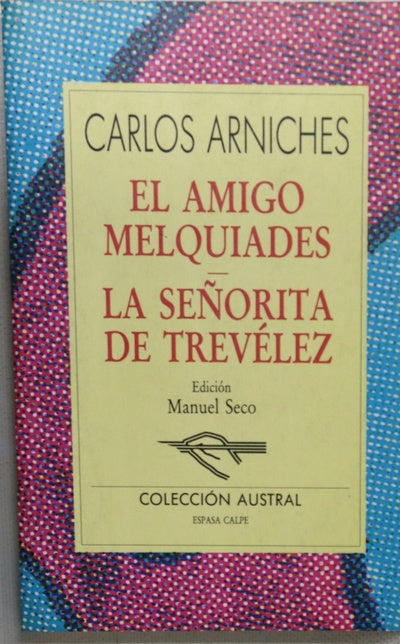 CARLOS ARNICHES
EL AMIGO
MELQUIADES
LA SEÑORITA
DE TREVÉLEZ
Edición
Manuel Seco
COLECCIÓN AUSTRAL
ESPASA CALPE